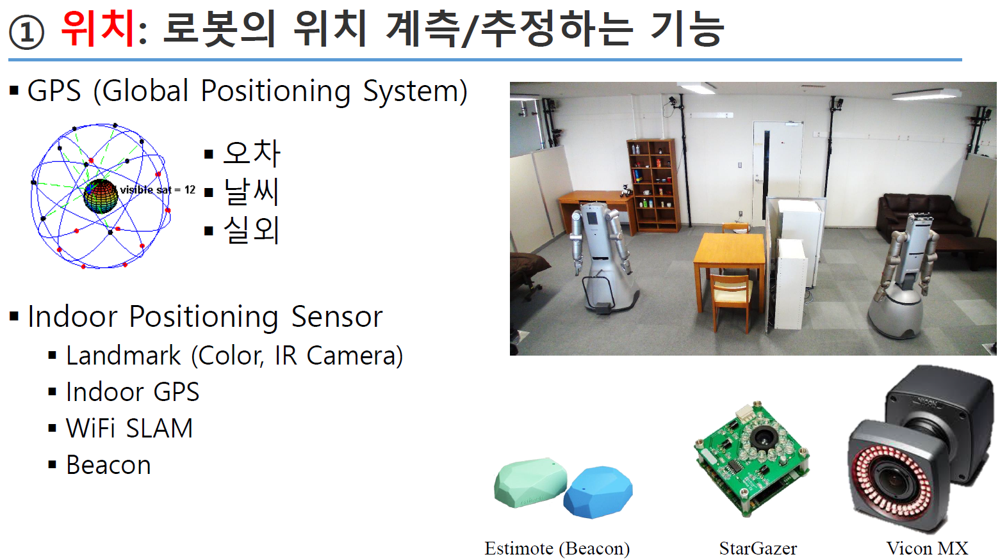 ① 위치: 로봇의 위치 계측/추정하는 기능
▪ GPS (Global Positioning System)
visible sat = 12
▪ 오차
▪ 날씨
▪ 실외
▪ Indoor Positioning Sensor
▪ Landmark (Color, IR Camera)
▪ Indoor GPS
▪ WiFi SLAM
▪ Beacon
VICON
Estimote (Beacon)
StarGazer
Vicon MX